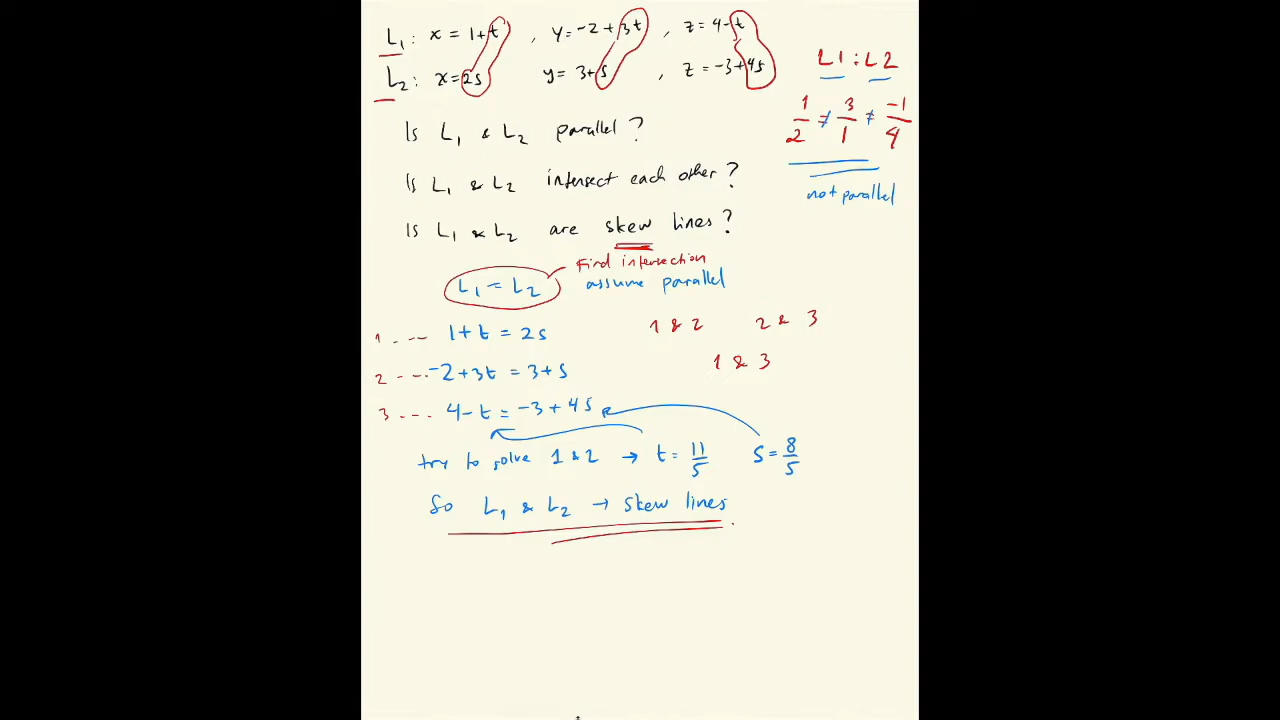 L₁: x = 1+t , y = -2+3t , z = 4-t
L₂: x=2s y = 3+s , z = -3+4s
L1 : L2
1/2 ≠ 3/1 ≠ -1/4
not parallel
Is L₁ & L₂ parallel?
Is L₁ & L₂ intersect each other?
Is L₁ & L₂ are skew lines?
Find intersection
L₁ = L₂ assume parallel
1 ---- 1+t = 2s
2 ---- -2+3t = 3+s
3 ---- 4-t = -3+4s
1 & 2 2 & 3
1 & 3
try to solve 1 & 2 → t = 11/5 s = 8/5
So L₁ & L₂ → skew lines